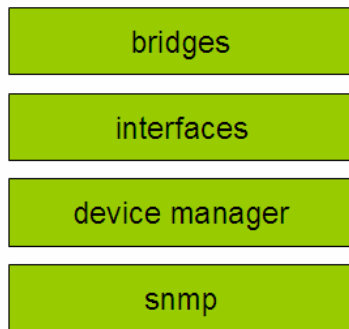 bridges
interfaces
device manager
snmp